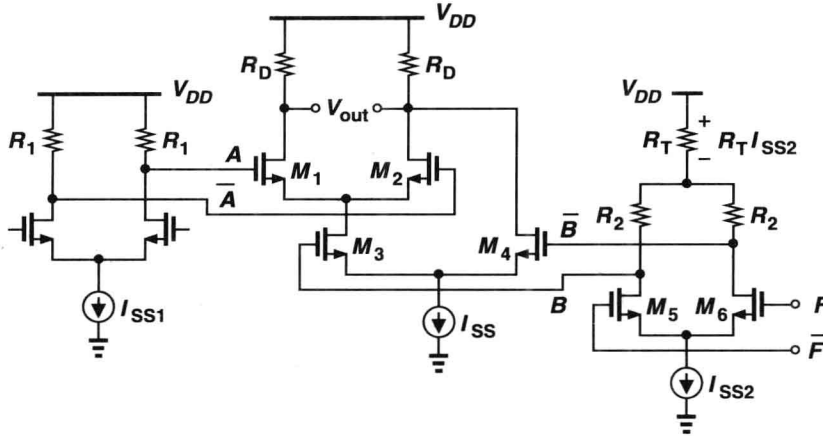 V_DD
R_D
R_D
V_DD
V_DD
V_out
R_1
R_1
A
R_T
+
−
R_T I_SS2
M_1
M_2
A̅
R_2
R_2
M_3
M_4
B̅
B
M_5
M_6
F
I_SS1
I_SS
F̅
I_SS2